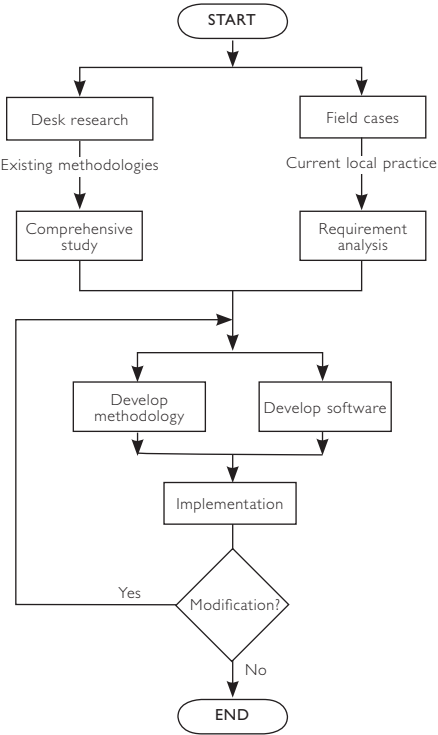 START
Desk research
Field cases
Existing methodologies
Current local practice
Comprehensive
study
Requirement
analysis
Develop
methodology
Develop software
Implementation
Modification?
Yes
No
END